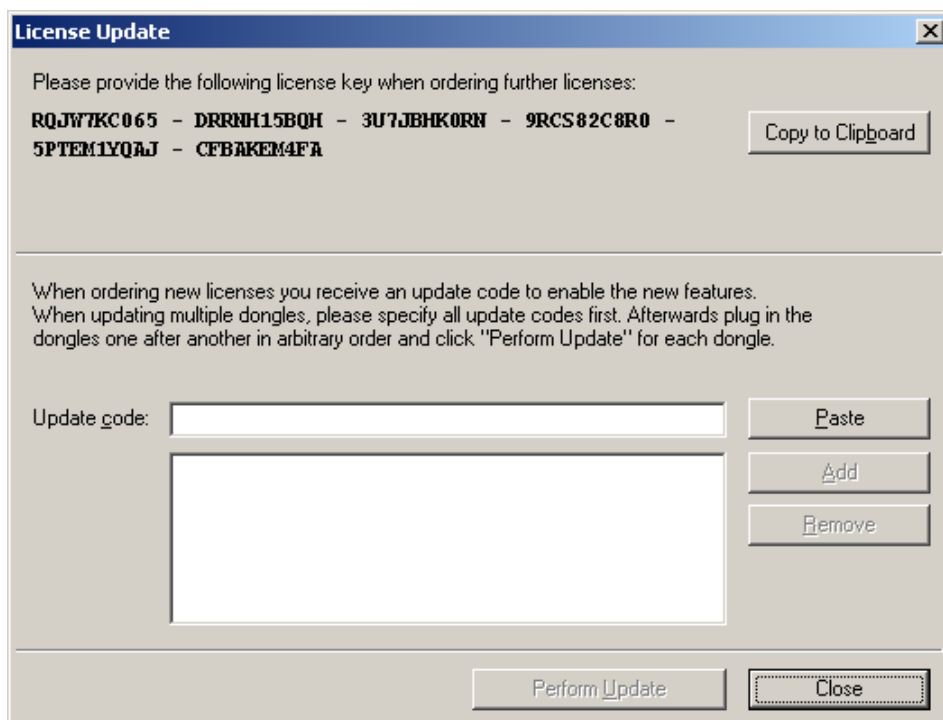 License Update
Please provide the following license key when ordering further licenses:
RQJW7KC065 - DRRNH15BQH - 3U7JBHK0RN - 9RCS82C8R0 -
5PTEM1YQAJ - CFBAKEM4FA
Copy to Clipboard
When ordering new licenses you receive an update code to enable the new features.
When updating multiple dongles, please specify all update codes first. Afterwards plug in the
dongles one after another in arbitrary order and click "Perform Update" for each dongle.
Update code:
Paste
Add
Remove
Perform Update
Close